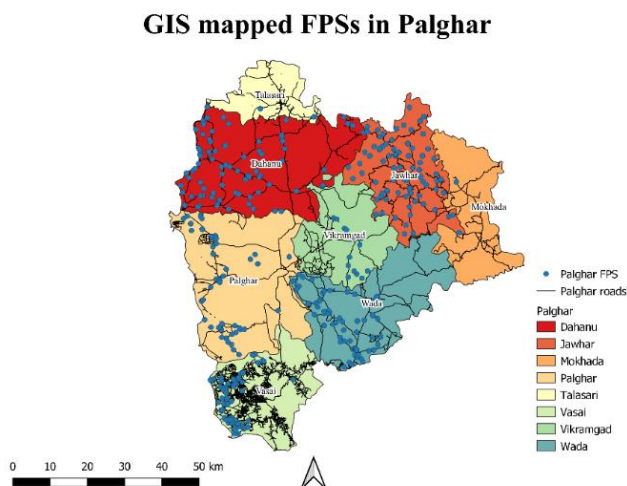 GIS mapped FPSs in Palghar
Talasari
Dahanu
Jawhar
Mokhada
Vikramgad
Palghar
Wada
Vasai
Palghar FPS
Palghar roads
Palghar
Dahanu
Jawhar
Mokhada
Palghar
Talasari
Vasai
Vikramgad
Wada
0 10 20 30 40 50 km